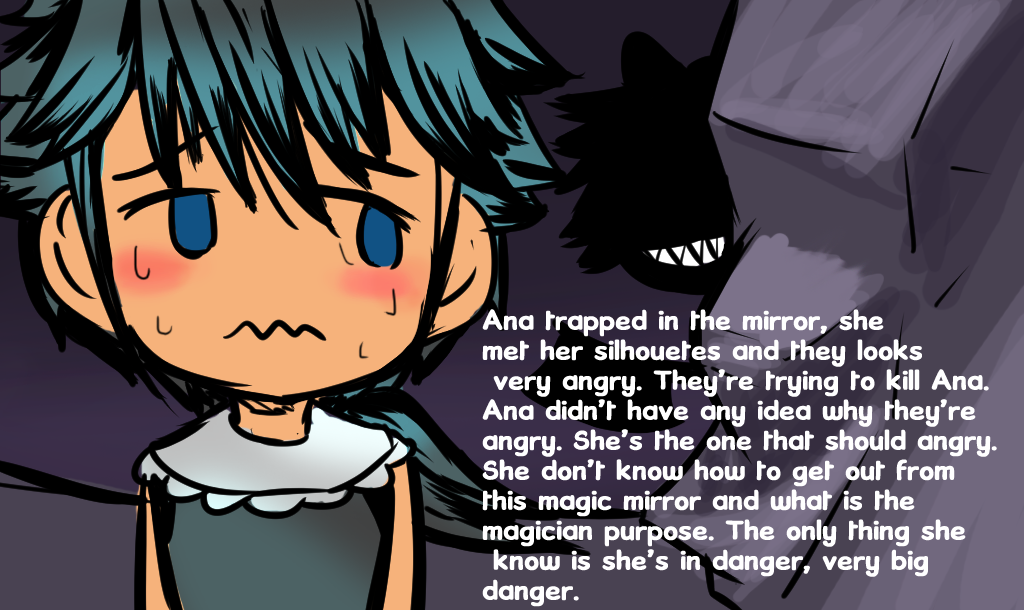 Ana trapped in the mirror, she
met her silhouetes and they looks
very angry. They're trying to kill Ana.
Ana didn't have any idea why they're
angry. She's the one that should angry.
She don't know how to get out from
this magic mirror and what is the
magician purpose. The only thing she
know is she's in danger, very big
danger.